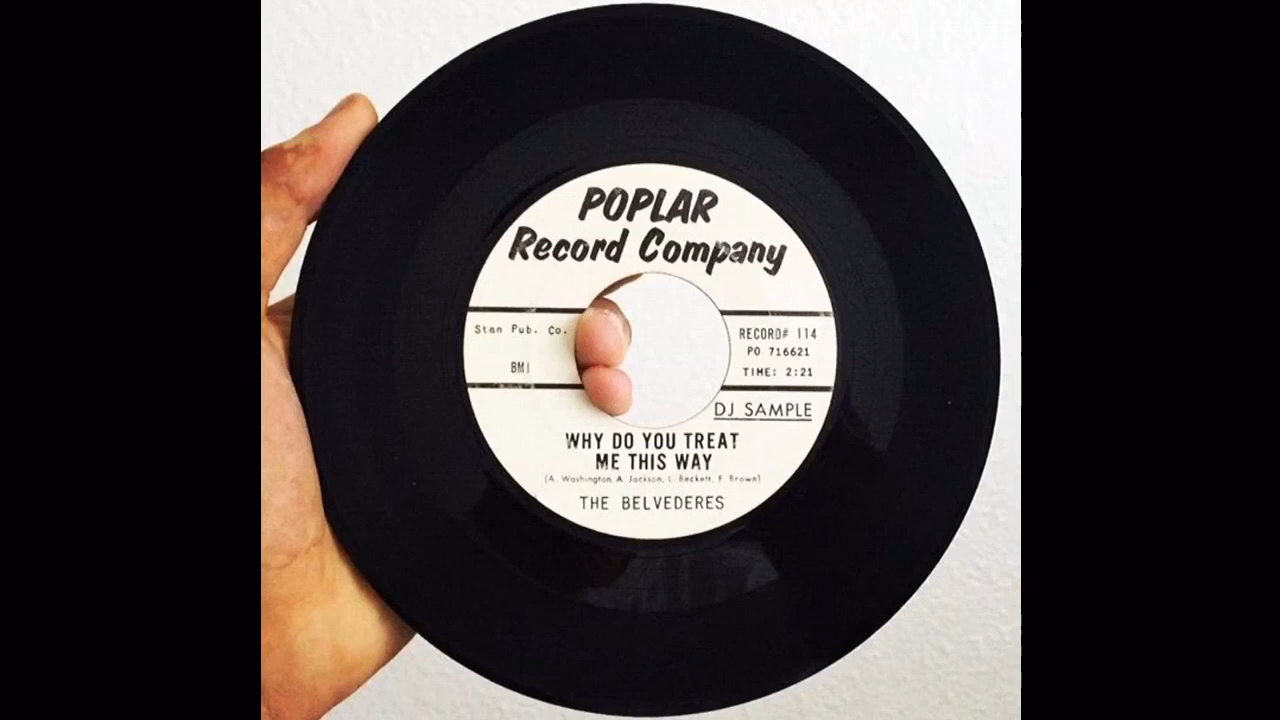 POPLAR
Record Company
Stan Pub. Co.
BMI
RECORD# 114
PO 716621
TIME: 2:21
DJ SAMPLE
WHY DO YOU TREAT
ME THIS WAY
(A. Washington, A. Jackson, L. Beckett, F. Brown)
THE BELVEDERES